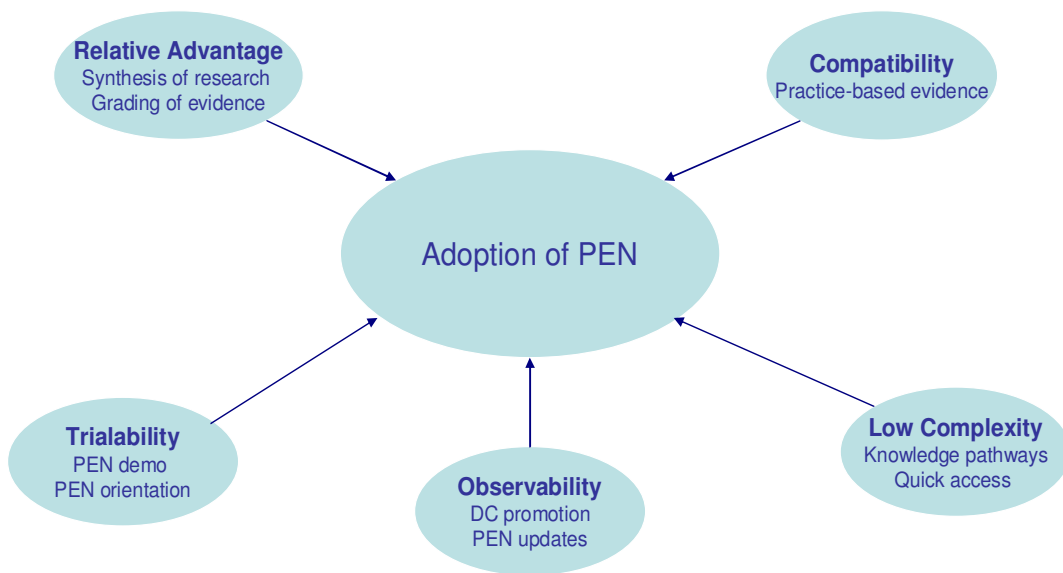 Relative Advantage
Synthesis of research
Grading of evidence
Compatibility
Practice-based evidence
Adoption of PEN
Trialability
PEN demo
PEN orientation
Observability
DC promotion
PEN updates
Low Complexity
Knowledge pathways
Quick access